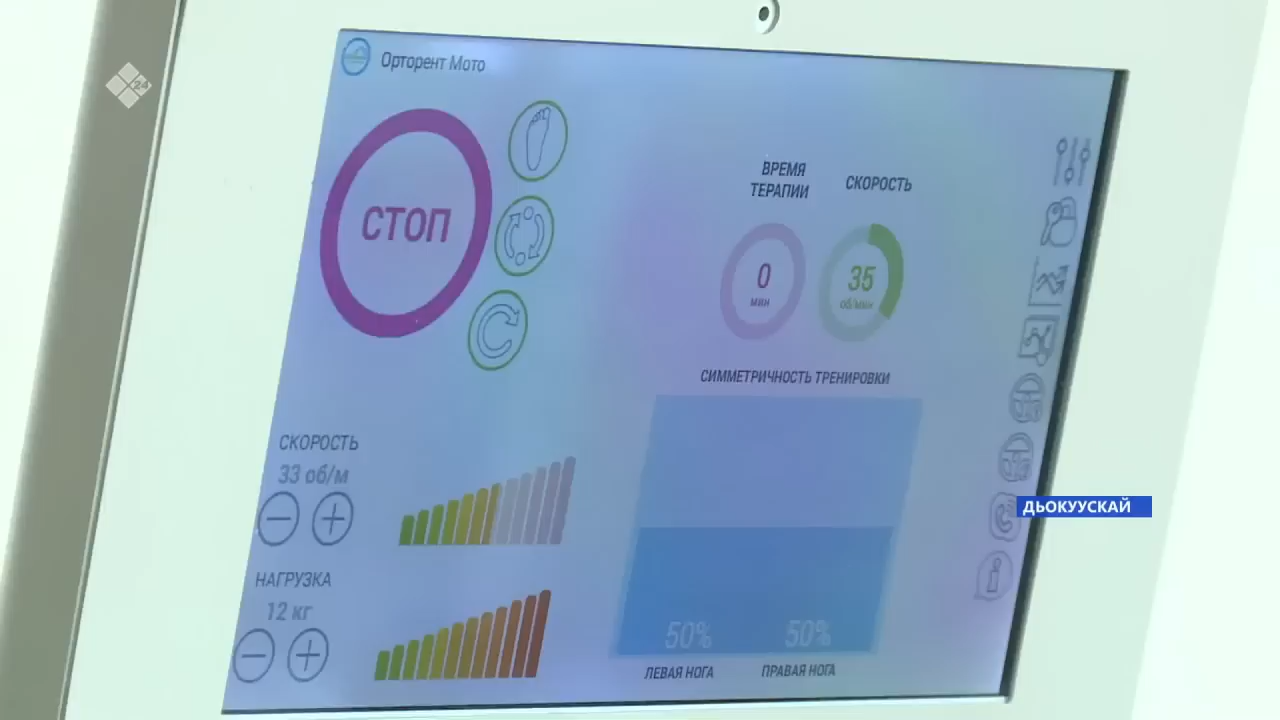 24
Орторент Мото
СТОП
ВРЕМЯ
ТЕРАПИИ
СКОРОСТЬ
0
мин
35
об/мин
СИММЕТРИЧНОСТЬ ТРЕНИРОВКИ
СКОРОСТЬ
33 об/м
НАГРУЗКА
12 кг
50%
50%
ЛЕВАЯ НОГА
ПРАВАЯ НОГА
ДЬОКУУСКАЙ